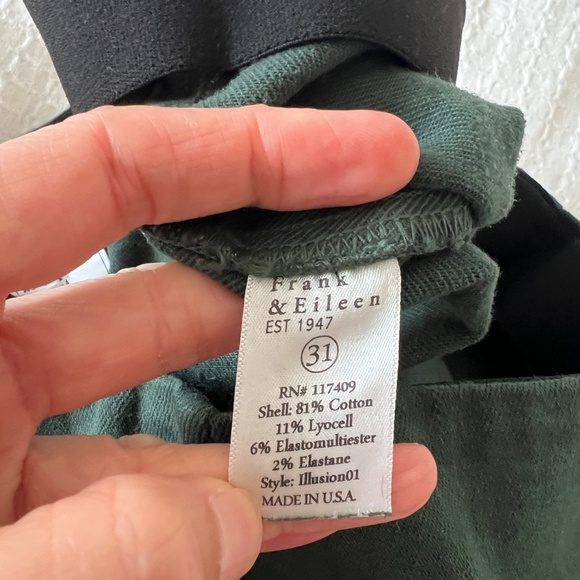 Frank
& Eileen
EST 1947
31
RN# 117409
Shell: 81% Cotton
11% Lyocell
6% Elastomultiester
2% Elastane
Style: Illusion01
MADE IN U.S.A.